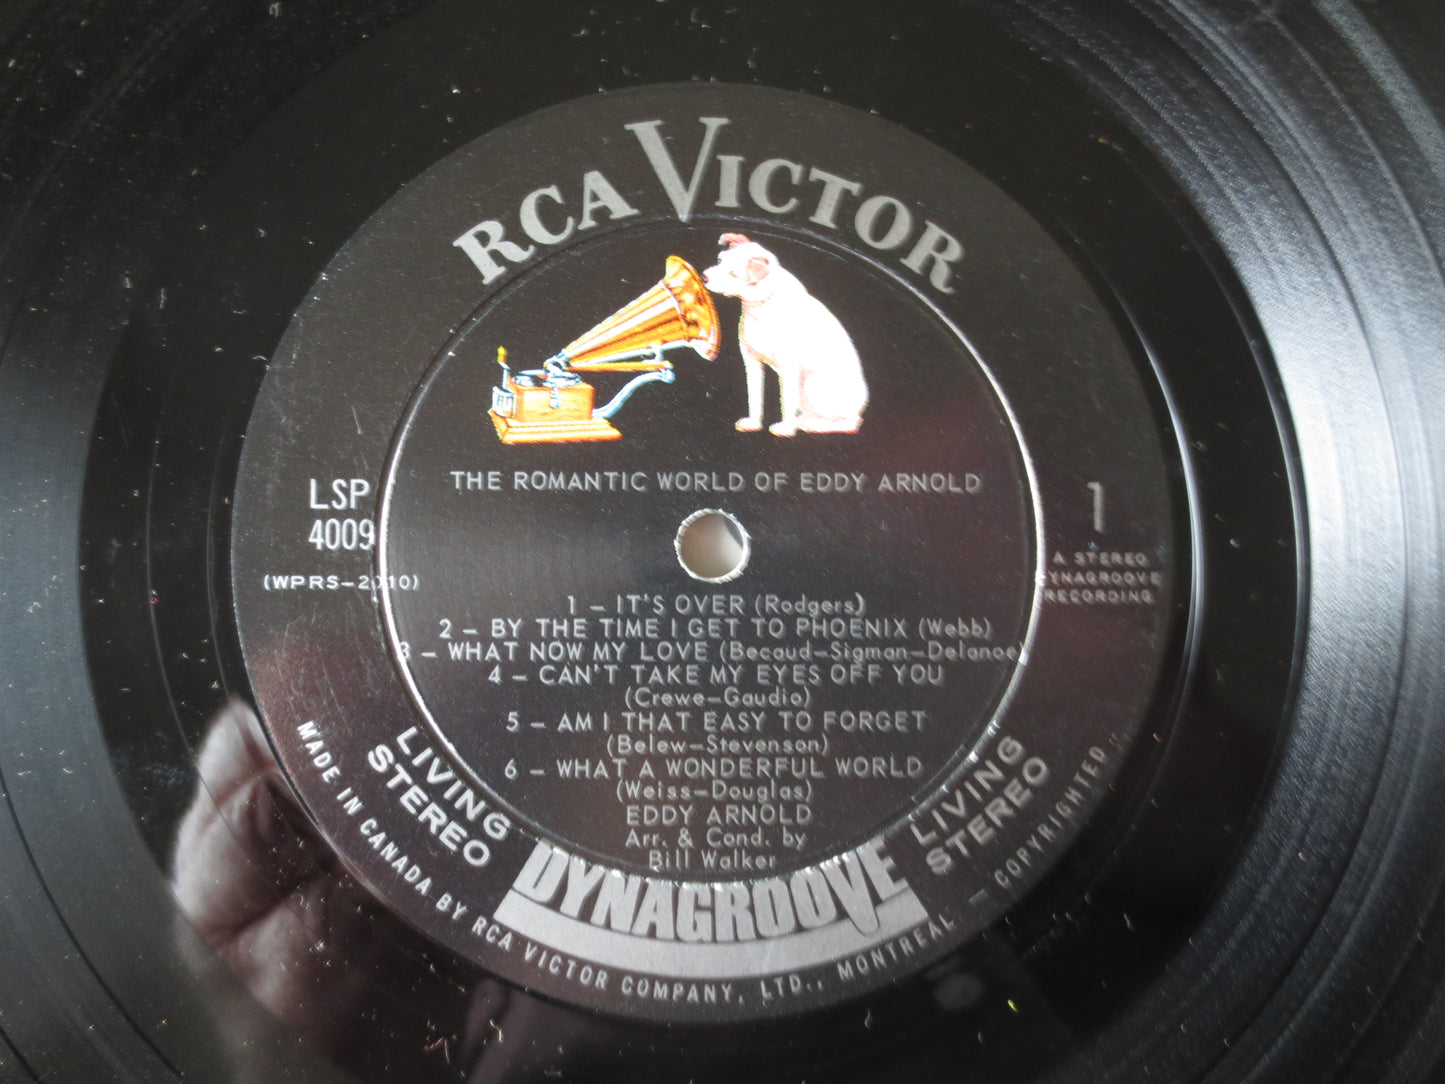 RCA VICTOR
THE ROMANTIC WORLD OF EDDY ARNOLD
LSP
4009
(WPRS-2010)
1
A STEREO
DYNAGROOVE
RECORDING
1 – IT'S OVER (Rodgers)
2 – BY THE TIME I GET TO PHOENIX (Webb)
3 – WHAT NOW MY LOVE (Becaud-Sigman-Delanoe)
4 – CAN'T TAKE MY EYES OFF YOU
(Crewe-Gaudio)
5 – AM I THAT EASY TO FORGET
(Belew-Stevenson)
6 – WHAT A WONDERFUL WORLD
(Weiss-Douglas)
EDDY ARNOLD
Arr. & Cond. by
Bill Walker
LIVING
STEREO
DYNAGROOVE
LIVING
STEREO
MADE IN CANADA BY RCA VICTOR COMPANY, LTD., MONTREAL – COPYRIGHTED